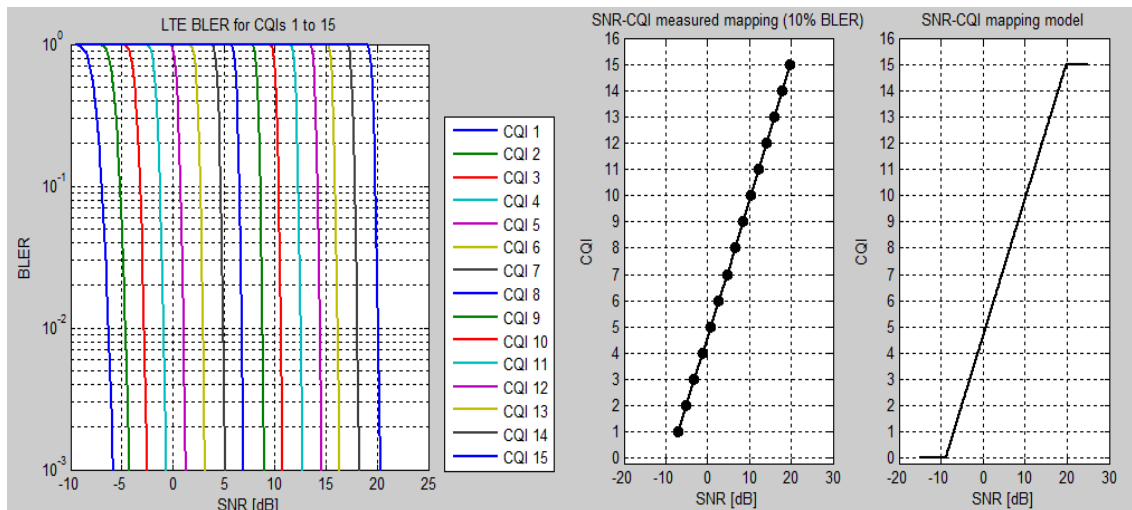 LTE BLER for CQIs 1 to 15
10^0
10^-1
10^-2
10^-3
BLER
-10 -5 0 5 10 15 20 25
SNR [dB]
CQI 1
CQI 2
CQI 3
CQI 4
CQI 5
CQI 6
CQI 7
CQI 8
CQI 9
CQI 10
CQI 11
CQI 12
CQI 13
CQI 14
CQI 15
SNR-CQI measured mapping (10% BLER)
16
15
14
13
12
11
10
9
8
7
6
5
4
3
2
1
0
CQI
-20 -10 0 10 20 30
SNR [dB]
SNR-CQI mapping model
16
15
14
13
12
11
10
9
8
7
6
5
4
3
2
1
0
CQI
-20 -10 0 10 20 30
SNR [dB]